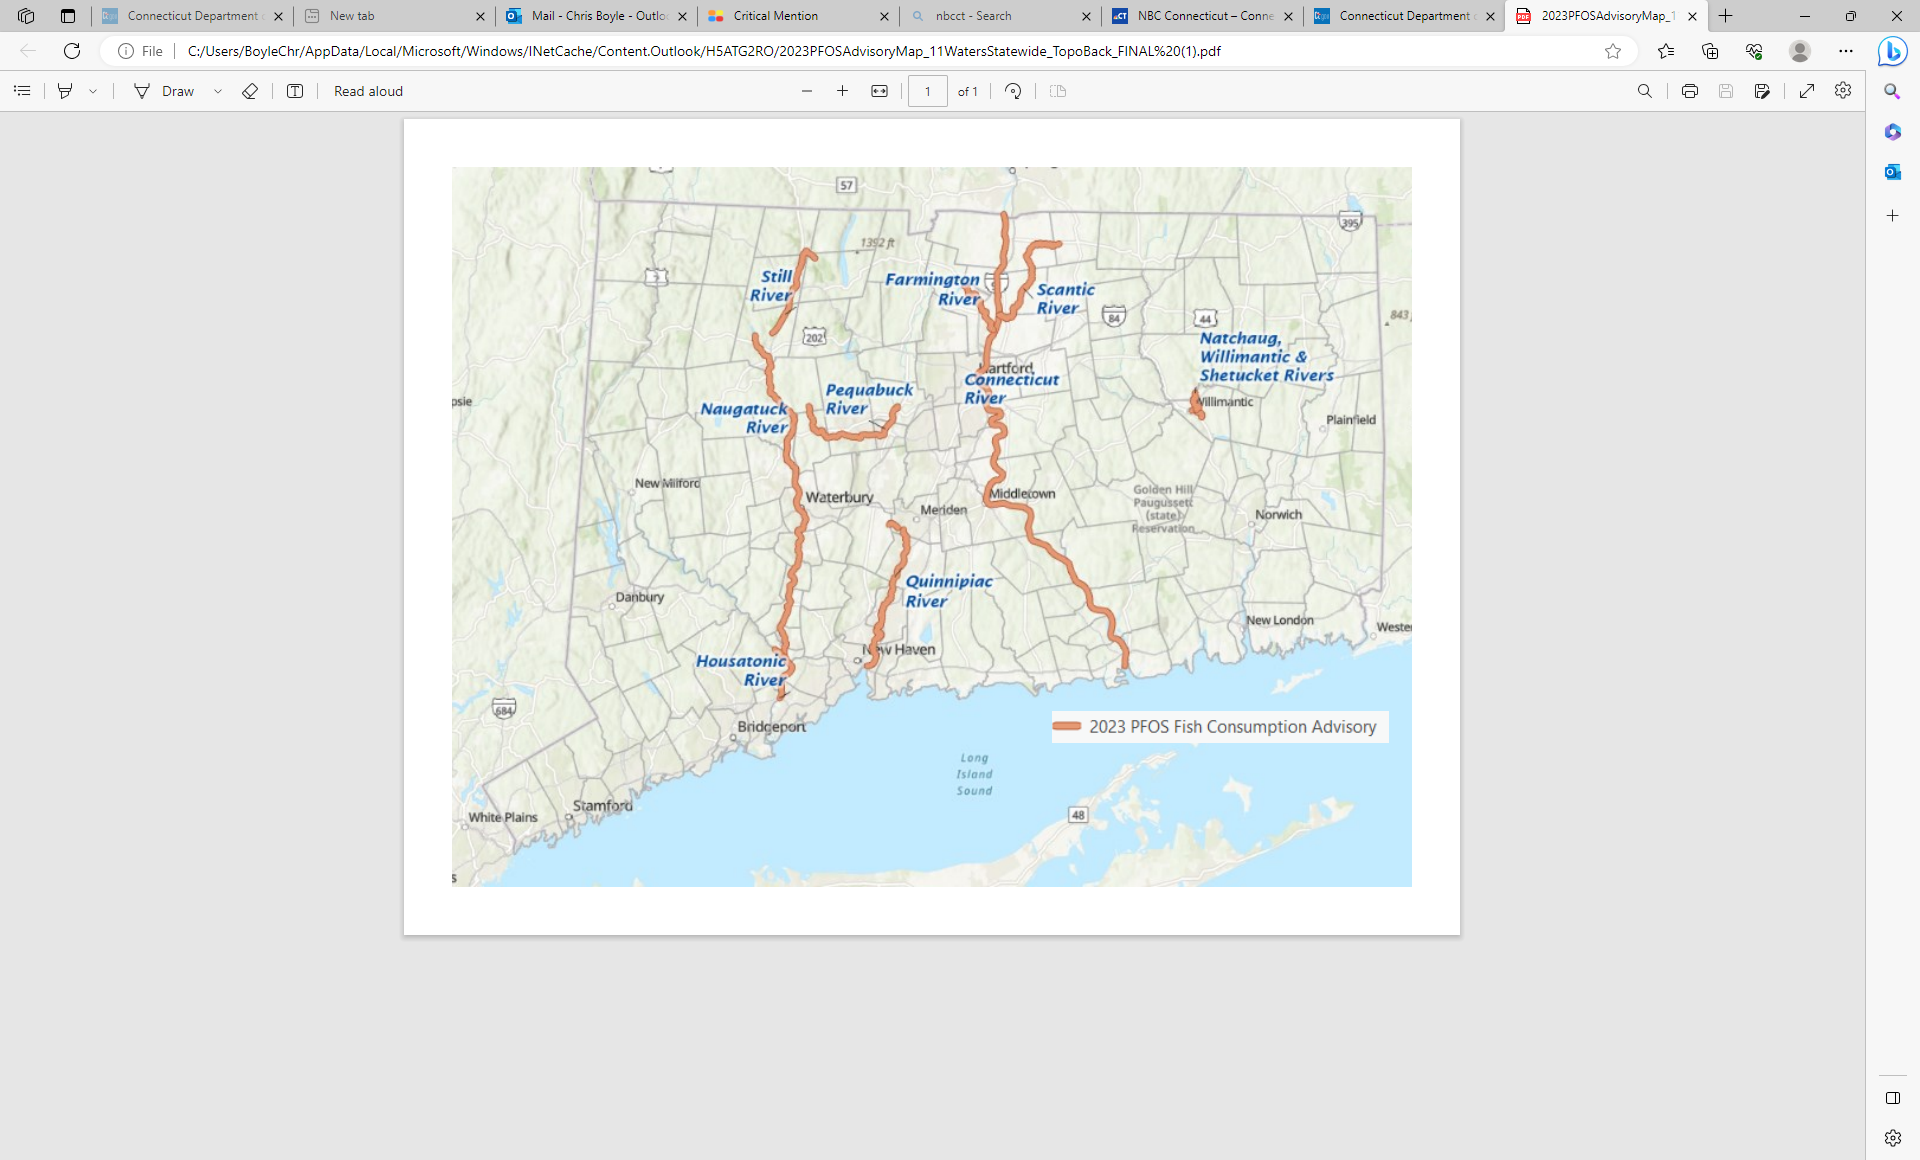 Connecticut Department
New tab
Mail - Chris Boyle - Outlo
Critical Mention
nbcct - Search
NBC Connecticut – Conne
Connecticut Department
2023PFOSAdvisoryMap_1
File
C:/Users/BoyleChr/AppData/Local/Microsoft/Windows/INetCache/Content.Outlook/H5ATG2RO/2023PFOSAdvisoryMap_11WatersStatewide_TopoBack_FINAL%20(1).pdf
Draw
Read aloud
1
of 1
57
395
1392 ft
Still
River
Farmington
River
Scantic
River
84
44
843
202
Natchaug,
Willimantic &
Shetucket Rivers
Hartford
Connecticut
River
Pequabuck
River
Naugatuck
River
psie
Willimantic
Plainfield
New Milford
Waterbury
Meriden
Middletown
Golden Hill
Paugussett
(state)
Reservation
Norwich
Quinnipiac
River
Danbury
New London
Weste
New Haven
Housatonic
River
684
Bridgeport
2023 PFOS Fish Consumption Advisory
Long
Island
Sound
Stamford
White Plains
48
s